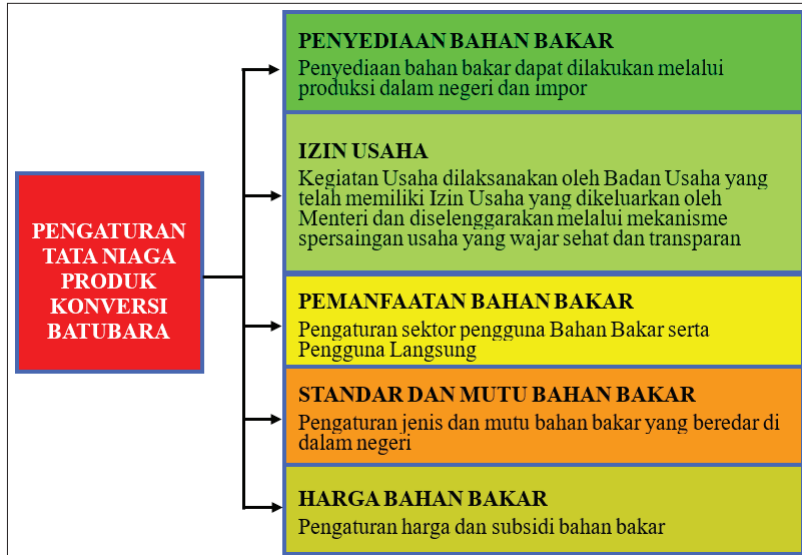 PENGATURAN
TATA NIAGA
PRODUK
KONVERSI
BATUBARA
PENYEDIAAN BAHAN BAKAR
Penyediaan bahan bakar dapat dilakukan melalui
produksi dalam negeri dan impor
IZIN USAHA
Kegiatan Usaha dilaksanakan oleh Badan Usaha yang
telah memiliki Izin Usaha yang dikeluarkan oleh
Menteri dan diselenggarakan melalui mekanisme
spersaingan usaha yang wajar sehat dan transparan
PEMANFAATAN BAHAN BAKAR
Pengaturan sektor pengguna Bahan Bakar serta
Pengguna Langsung
STANDAR DAN MUTU BAHAN BAKAR
Pengaturan jenis dan mutu bahan bakar yang beredar di
dalam negeri
HARGA BAHAN BAKAR
Pengaturan harga dan subsidi bahan bakar